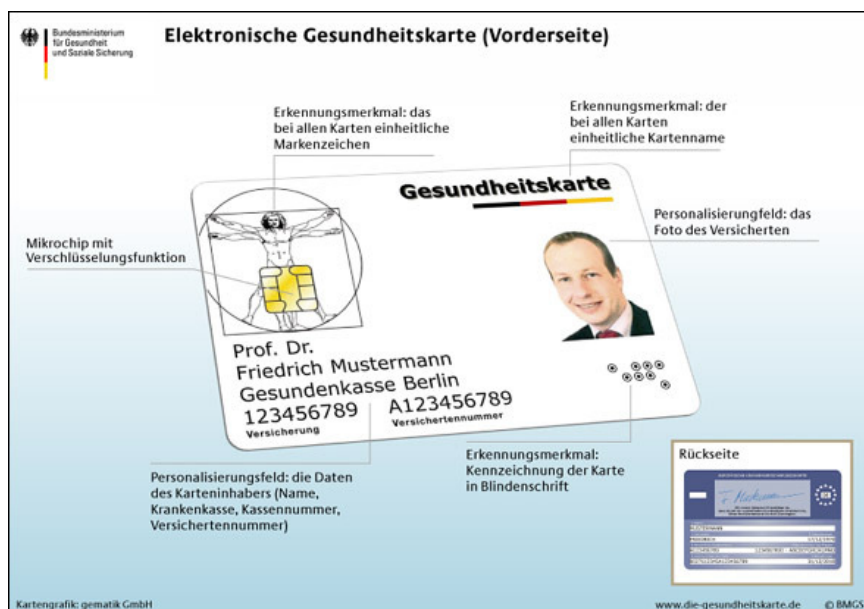 Bundesministerium
für Gesundheit
und Soziale Sicherung
Elektronische Gesundheitskarte (Vorderseite)
Erkennungsmerkmal: das
bei allen Karten einheitliche
Markenzeichen
Erkennungsmerkmal: der
bei allen Karten
einheitliche Kartenname
Gesundheitskarte
Personalisierungfeld: das
Foto des Versicherten
Mikrochip mit
Verschlüsselungsfunktion
Prof. Dr.
Friedrich Mustermann
Gesundenkasse Berlin
123456789 A123456789
Versicherung Versichertennummer
Personalisierungsfeld: die Daten
des Karteninhabers (Name,
Krankenkasse, Kassennummer,
Versichertennummer)
Erkennungsmerkmal:
Kennzeichnung der Karte
in Blindenschrift
Rückseite
MUSTERMANN
FRIEDRICH
Kartengrafik: gematik GmbH
www.die-gesundheitskarte.de © BMGS